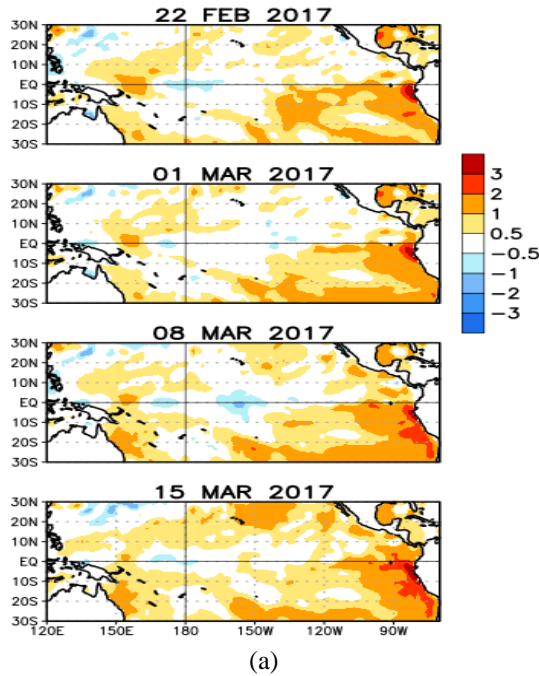 22 FEB 2017
30N
20N
10N
EQ
10S
20S
30S
01 MAR 2017
30N
20N
10N
EQ
10S
20S
30S
3
2
1
0.5
-0.5
-1
-2
-3
08 MAR 2017
30N
20N
10N
EQ
10S
20S
30S
15 MAR 2017
30N
20N
10N
EQ
10S
20S
30S
120E 150E 180 150W 120W 90W
(a)